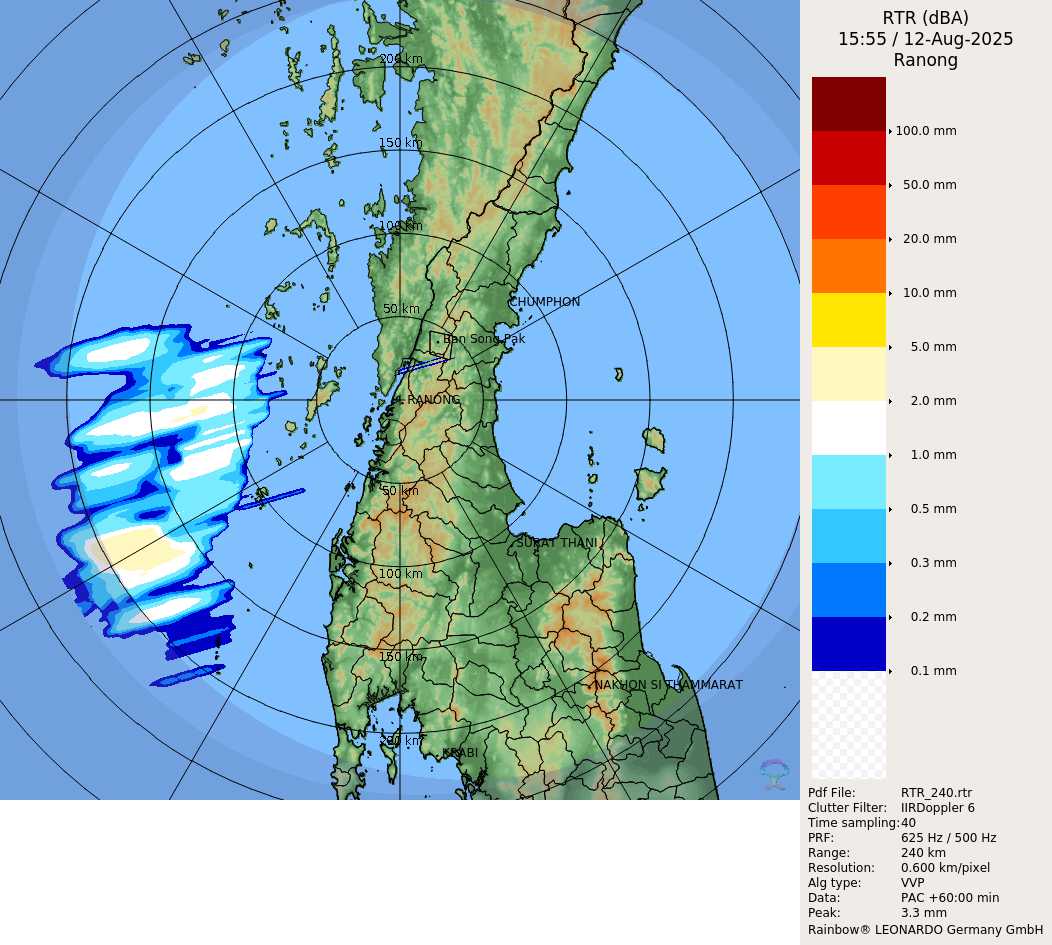 RTR (dBA)
15:55 / 12-Aug-2025
Ranong
200 km
150 km
100 km
50 km
CHUMPHON
Ban Song Pak
RANONG
50 km
SURAT THANI
100 km
150 km
NAKHON SI THAMMARAT
200 km
KRABI
100.0 mm
50.0 mm
20.0 mm
10.0 mm
5.0 mm
2.0 mm
1.0 mm
0.5 mm
0.3 mm
0.2 mm
0.1 mm
Pdf File: RTR_240.rtr
Clutter Filter: IIRDoppler 6
Time sampling:40
PRF: 625 Hz / 500 Hz
Range: 240 km
Resolution: 0.600 km/pixel
Alg type: VVP
Data: PAC +60:00 min
Peak: 3.3 mm
Rainbow® LEONARDO Germany GmbH